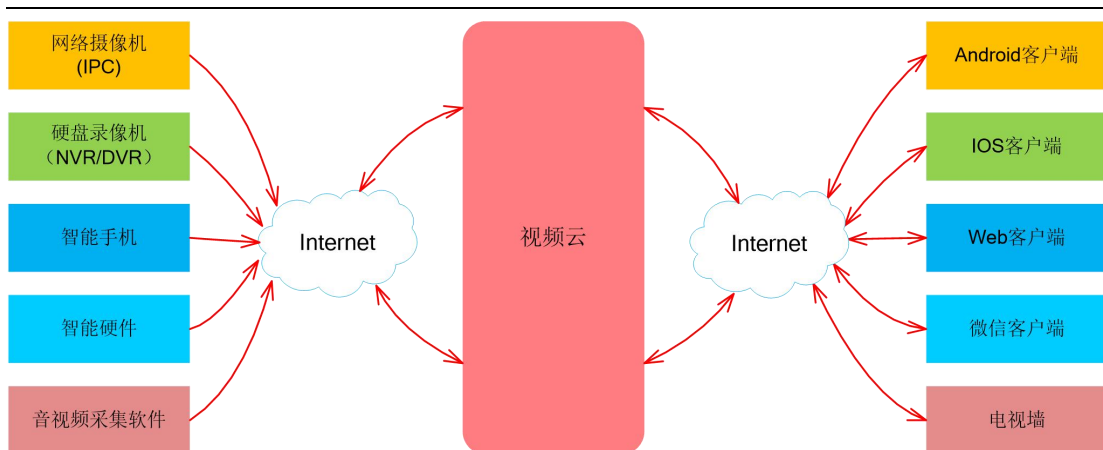 网络摄像机
(IPC)
硬盘录像机
（NVR/DVR）
智能手机
智能硬件
音视频采集软件
Internet
视频云
Internet
Android客户端
IOS客户端
Web客户端
微信客户端
电视墙